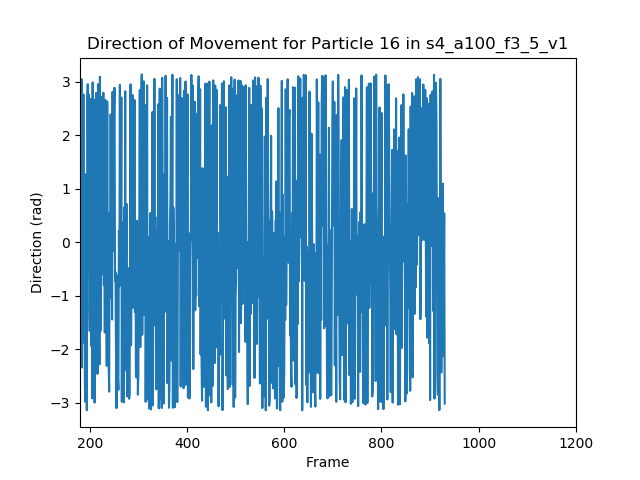 Direction of Movement for Particle 16 in s4_a100_f3_5_v1
3
2
1
0
−1
−2
−3
Direction (rad)
200 400 600 800 1000 1200
Frame